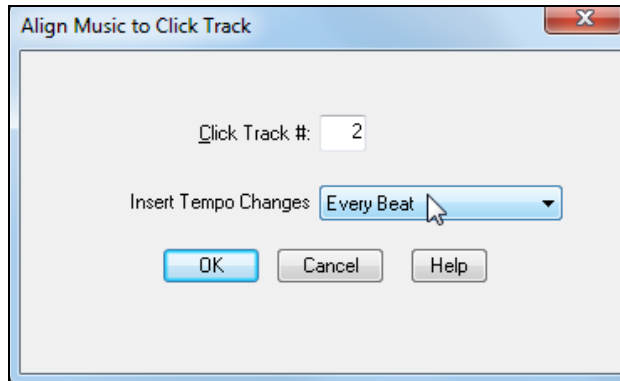 Align Music to Click Track
Click Track #: 2
Insert Tempo Changes Every Beat
OK Cancel Help